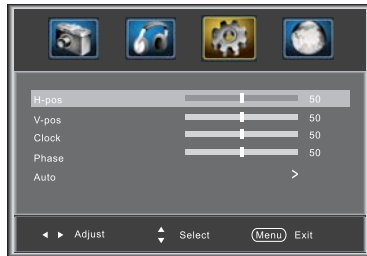 H-pos 50
V-pos 50
Clock 50
Phase 50
Auto >
Adjust Select Menu Exit